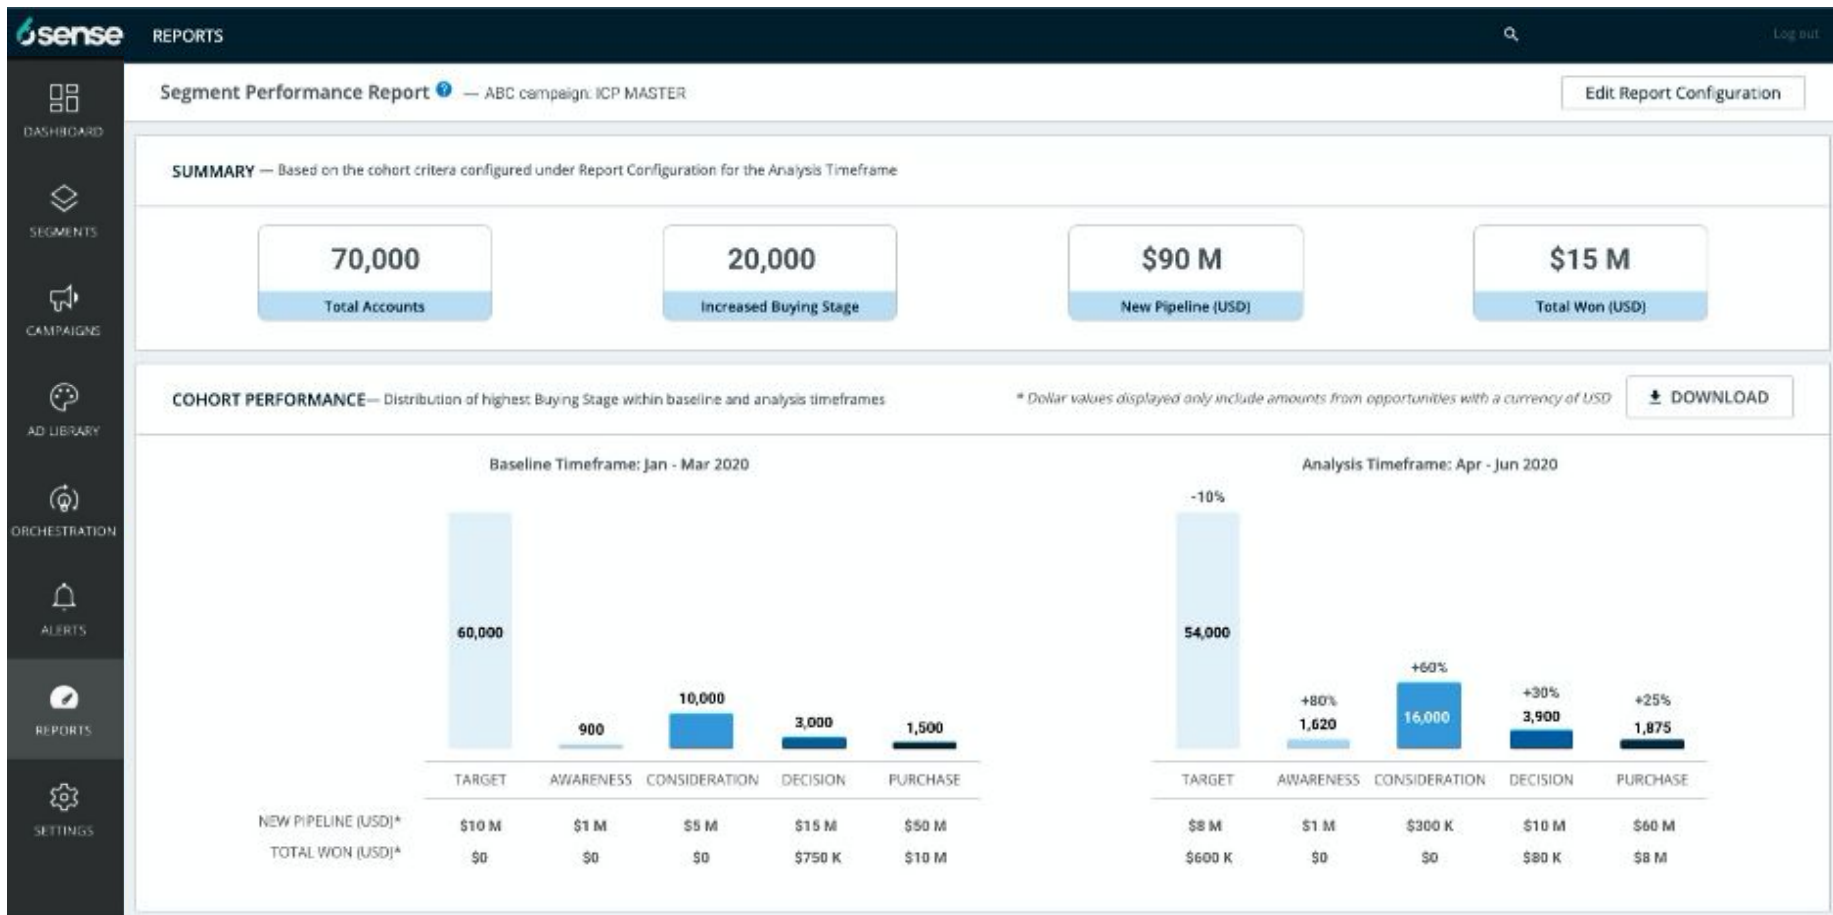 6sense REPORTS Log out
Segment Performance Report ? — ABC campaign: ICP MASTER Edit Report Configuration
DASHBOARD
SEGMENTS
CAMPAIGNS
AD LIBRARY
ORCHESTRATION
ALERTS
REPORTS
SETTINGS
SUMMARY — Based on the cohort critera configured under Report Configuration for the Analysis Timeframe
70,000 20,000 $90 M $15 M
Total Accounts Increased Buying Stage New Pipeline (USD) Total Won (USD)
COHORT PERFORMANCE— Distribution of highest Buying Stage within baseline and analysis timeframes * Dollar values displayed only include amounts from opportunities with a currency of USD DOWNLOAD
Baseline Timeframe: Jan - Mar 2020
60,000 900 10,000 3,000 1,500
TARGET AWARENESS CONSIDERATION DECISION PURCHASE
NEW PIPELINE (USD)* $10 M $1 M $5 M $15 M $50 M
TOTAL WON (USD)* $0 $0 $0 $750 K $10 M
Analysis Timeframe: Apr - Jun 2020
-10% +80% +60% +30% +25%
54,000 1,620 16,000 3,900 1,875
TARGET AWARENESS CONSIDERATION DECISION PURCHASE
$8 M $1 M $300 K $10 M $60 M
$600 K $0 $0 $80 K $8 M